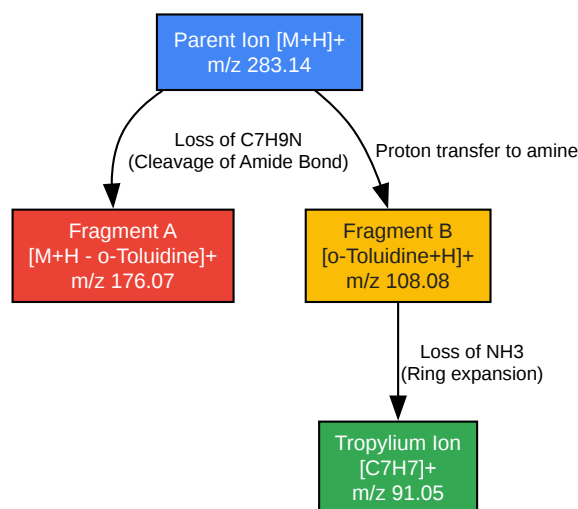 Parent Ion [M+H]+
m/z 283.14
Loss of C7H9N
(Cleavage of Amide Bond)
Proton transfer to amine
Fragment A
[M+H - o-Toluidine]+
m/z 176.07
Fragment B
[o-Toluidine+H]+
m/z 108.08
Loss of NH3
(Ring expansion)
Tropylium Ion
[C7H7]+
m/z 91.05